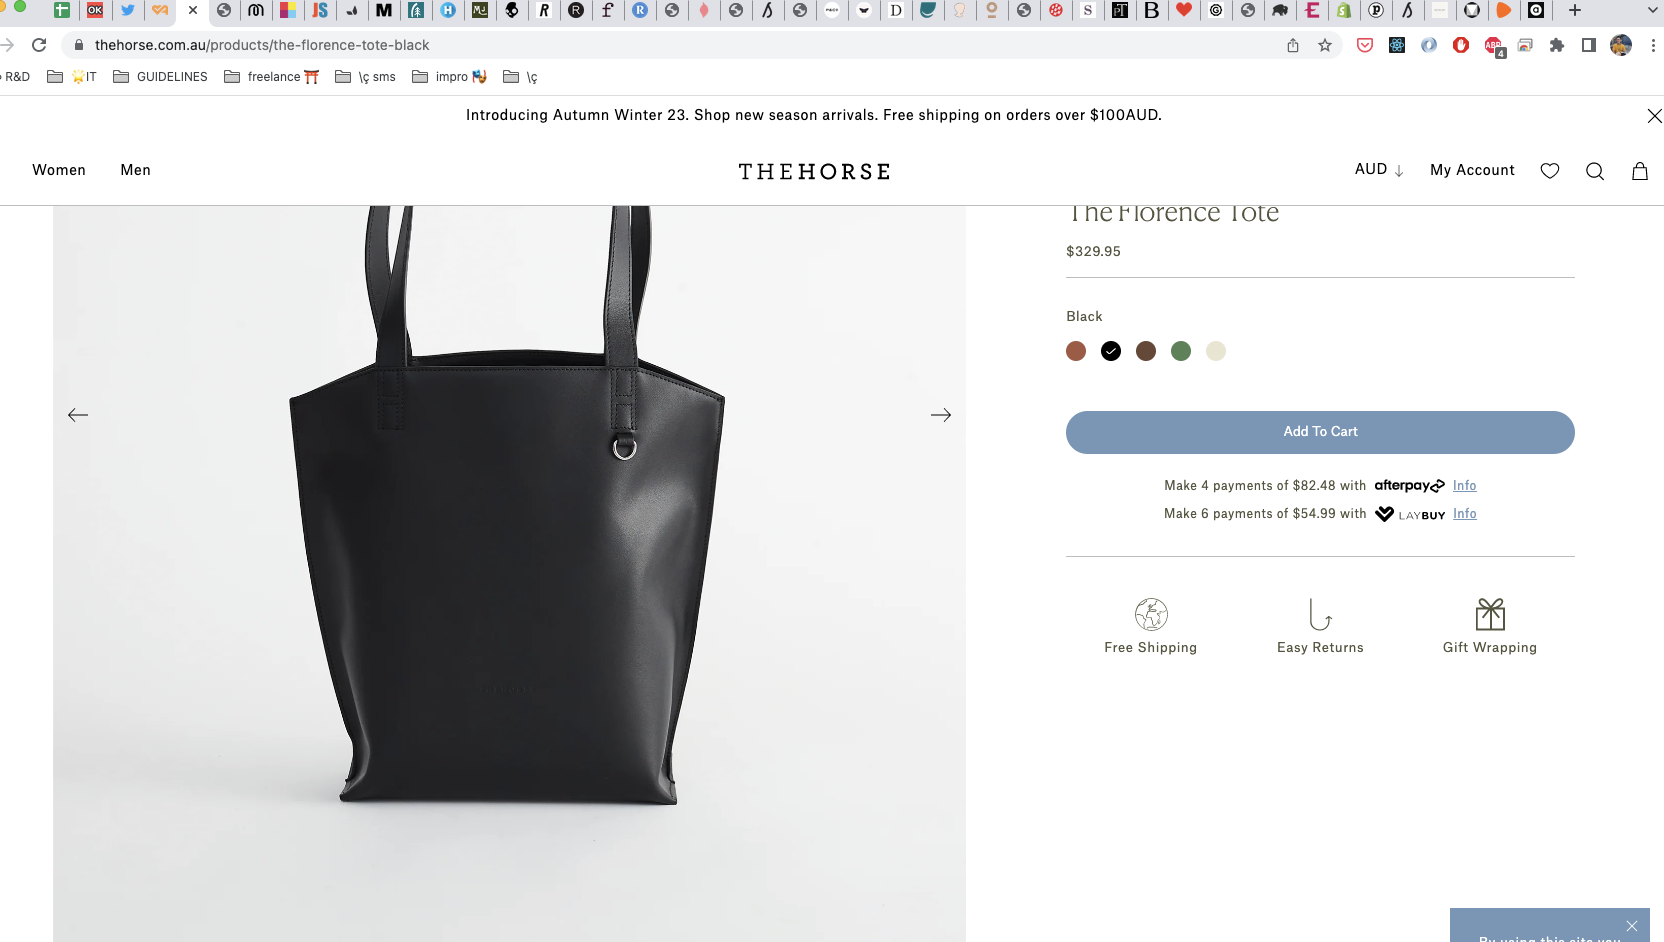 thehorse.com.au/products/the-florence-tote-black
R&D
IT
GUIDELINES
freelance
\ç sms
impro
\ç
Introducing Autumn Winter 23. Shop new season arrivals. Free shipping on orders over $100AUD.
Women
Men
THEHORSE
AUD
My Account
The Florence Tote
$329.95
Black
Add To Cart
Make 4 payments of $82.48 with afterpay Info
Make 6 payments of $54.99 with LAYBUY Info
Free Shipping
Easy Returns
Gift Wrapping
By using this site you